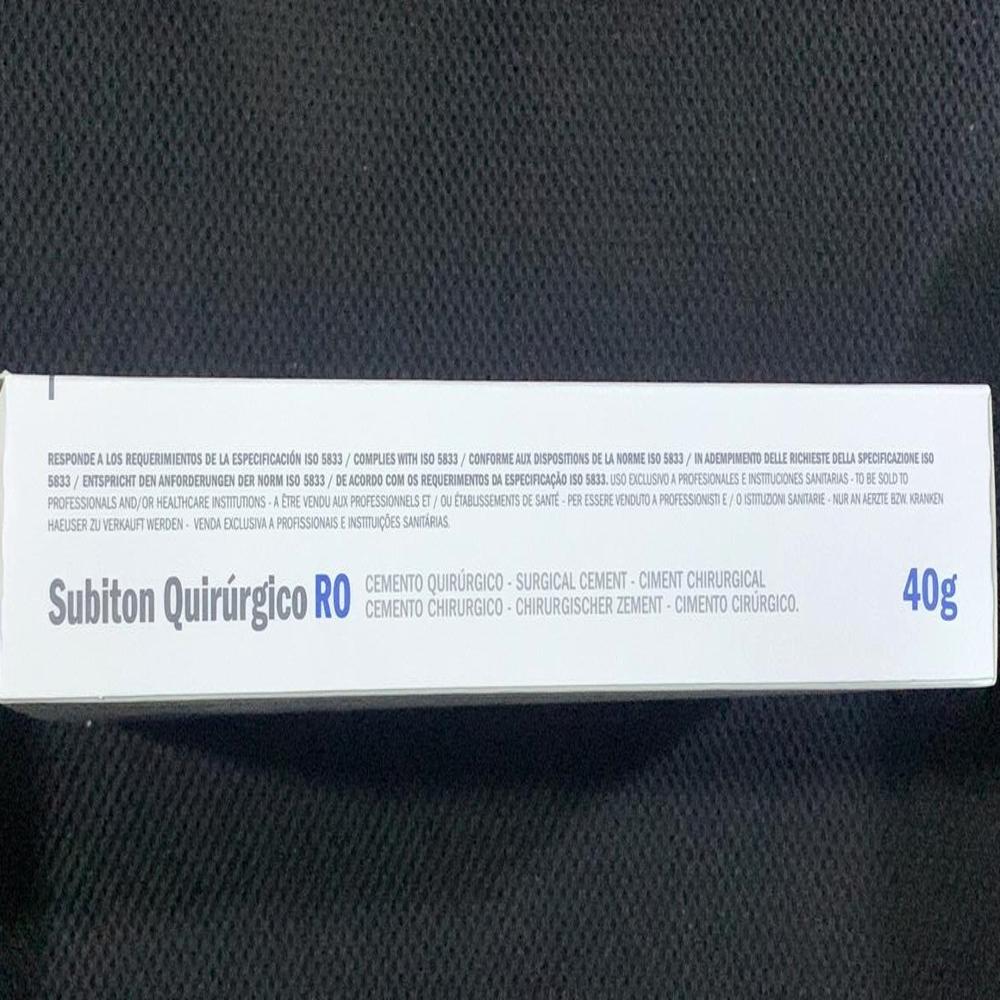 RESPONDE A LOS REQUERIMIENTOS DE LA ESPECIFICACIÓN ISO 5833 / COMPLIES WITH ISO 5833 / CONFORME AUX DISPOSITIONS DE LA NORME ISO 5833 / IN ADEMPIMENTO DELLE RICHIESTE DELLA SPECIFICAZIONE ISO
5833 / ENTSPRICHT DEN ANFORDERUNGEN DER NORM ISO 5833 / DE ACORDO COM OS REQUERIMENTOS DA ESPECIFICAÇÃO ISO 5833. USO EXCLUSIVO A PROFESIONALES E INSTITUCIONES SANITARIAS - TO BE SOLD TO
PROFESSIONALS AND/OR HEALTHCARE INSTITUTIONS - A ÊTRE VENDU AUX PROFESSIONNELS ET / OU ÉTABLISSEMENTS DE SANTÉ - PER ESSERE VENDUTO A PROFESSIONISTI E / O ISTITUZIONI SANITARIE - NUR AN AERZTE BZW. KRANKEN
HAEUSER ZU VERKAUFT WERDEN - VENDA EXCLUSIVA A PROFISSIONAIS E INSTITUIÇÕES SANITÁRIAS.
Subiton Quirúrgico RO
CEMENTO QUIRÚRGICO - SURGICAL CEMENT - CIMENT CHIRURGICAL
CEMENTO CHIRURGICO - CHIRURGISCHER ZEMENT - CIMENTO CIRÚRGICO.
40g